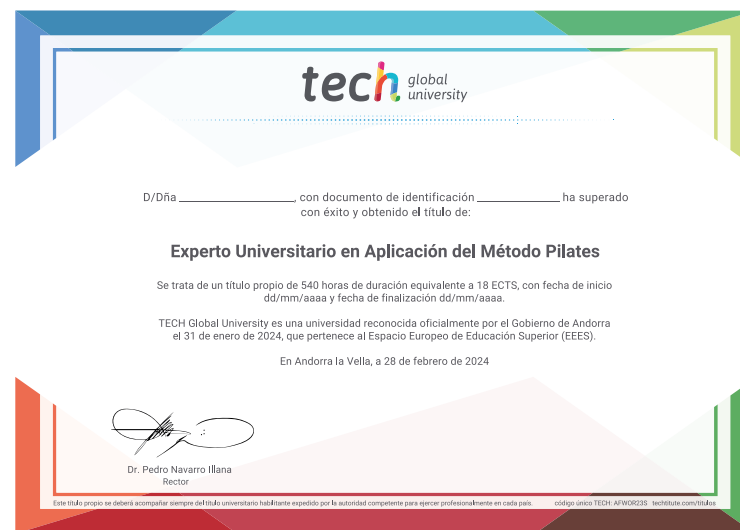 tech global university
D/Dña ____________________, con documento de identificación ______________ ha superado
con éxito y obtenido el título de:
Experto Universitario en Aplicación del Método Pilates
Se trata de un título propio de 540 horas de duración equivalente a 18 ECTS, con fecha de inicio
dd/mm/aaaa y fecha de finalización dd/mm/aaaa.
TECH Global University es una universidad reconocida oficialmente por el Gobierno de Andorra
el 31 de enero de 2024, que pertenece al Espacio Europeo de Educación Superior (EEES).
En Andorra la Vella, a 28 de febrero de 2024
Dr. Pedro Navarro Illana
Rector
Este título propio se deberá acompañar siempre del título universitario habilitante expedido por la autoridad competente para ejercer profesionalmente en cada país. código único TECH: AFWOR23S techtitute.com/titulos